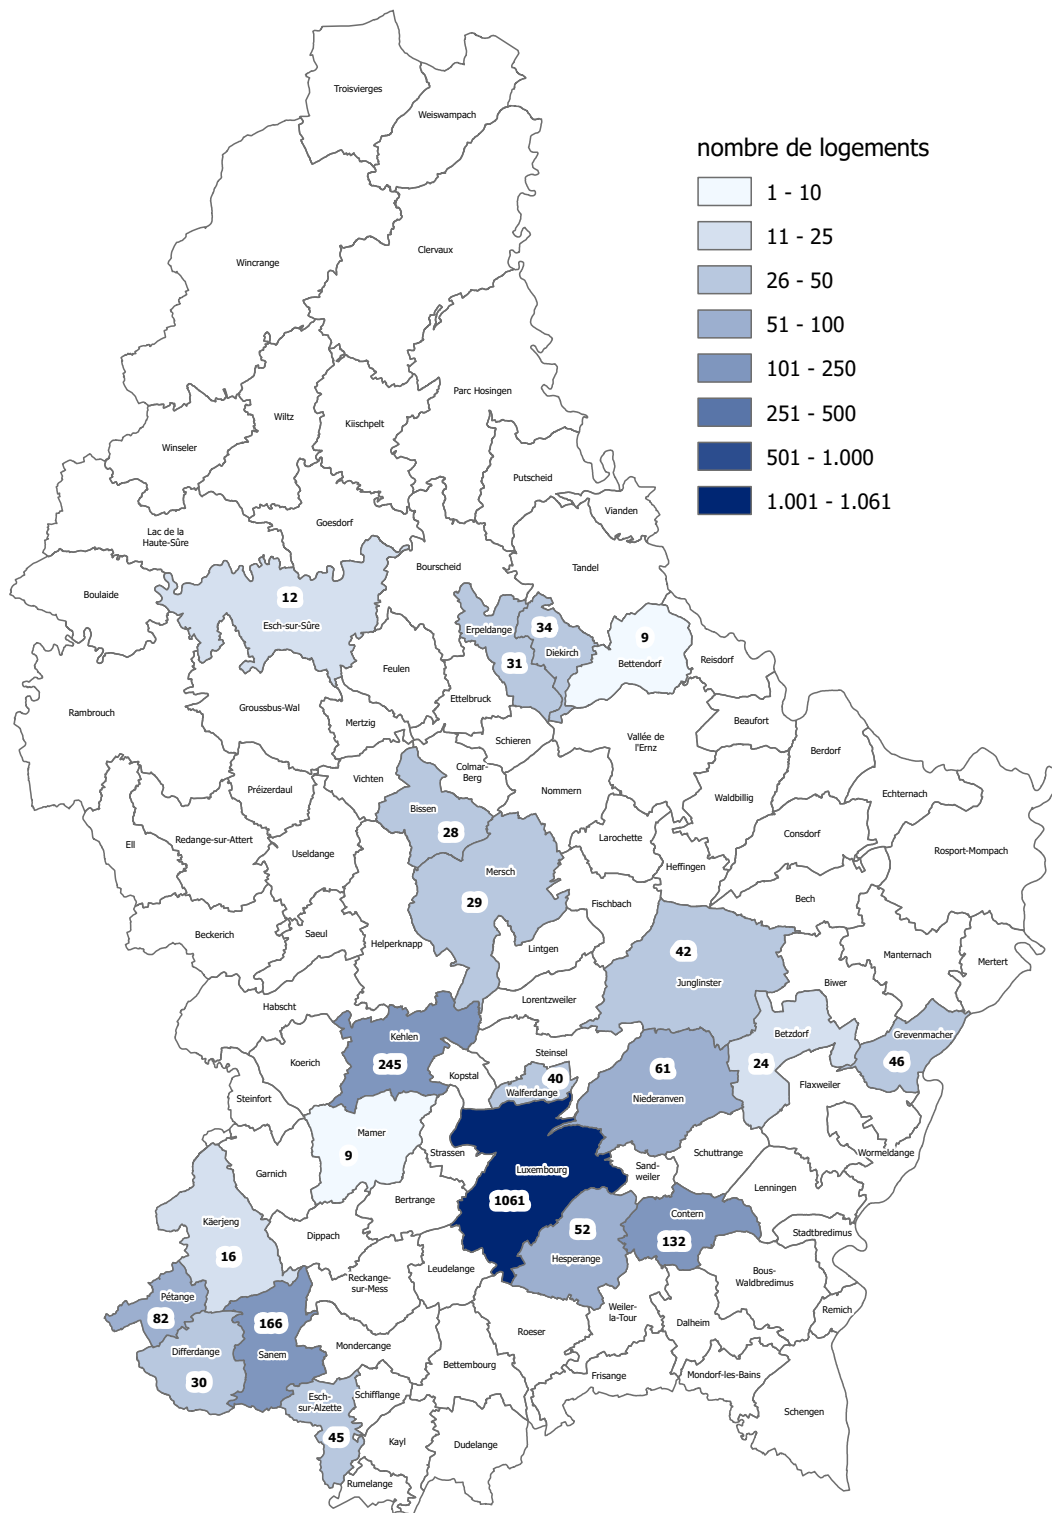 Troisvierges
Weiswampach
nombre de logements
1 - 10
11 - 25
26 - 50
51 - 100
101 - 250
251 - 500
501 - 1.000
1.001 - 1.061
Clervaux
Wincrange
Parc Hosingen
Wiltz
Kiischpelt
Winseler
Putscheid
Vianden
Goesdorf
Lac de la
Haute-Sûre
Bourscheid
Tandel
Boulaide
12
Esch-sur-Sûre
Erpeldange
34
Diekirch
31
9
Bettendorf
Reisdorf
Feulen
Ettelbruck
Rambrouch
Groussbus-Wal
Mertzig
Schieren
Vallée de
l'Ernz
Beaufort
Berdorf
Vichten
Colmar-
Berg
Préizerdaul
Nommern
Waldbillig
Echternach
Bissen
28
Ell
Redange-sur-Attert
Useldange
Larochette
Consdorf
Rosport-Mompach
Mersch
29
Heffingen
Fischbach
Bech
Beckerich
Saeul
Helperknapp
Lintgen
42
Junglinster
Manternach
Mertert
Biwer
Habscht
Lorentzweiler
Kehlen
245
Betzdorf
24
Grevenmacher
46
Koerich
Kopstal
Steinsel
40
Walferdange
61
Niederanven
Flaxweiler
Steinfort
Mamer
9
Strassen
Wormeldange
Garnich
Luxembourg
1061
Sand-
weiler
Schuttrange
Lenningen
Bertrange
Käerjeng
16
Dippach
52
Hesperange
Contern
132
Stadtbredimus
Leudelange
Reckange-
sur-Mess
Bous-
Waldbredimus
Pétange
82
166
Sanem
Weiler-
la-Tour
Remich
Dalheim
Roeser
Mondercange
Differdange
30
Bettembourg
Frisange
Mondorf-les-Bains
Esch-
sur-Alzette
45
Schifflange
Schengen
Kayl
Dudelange
Rumelange